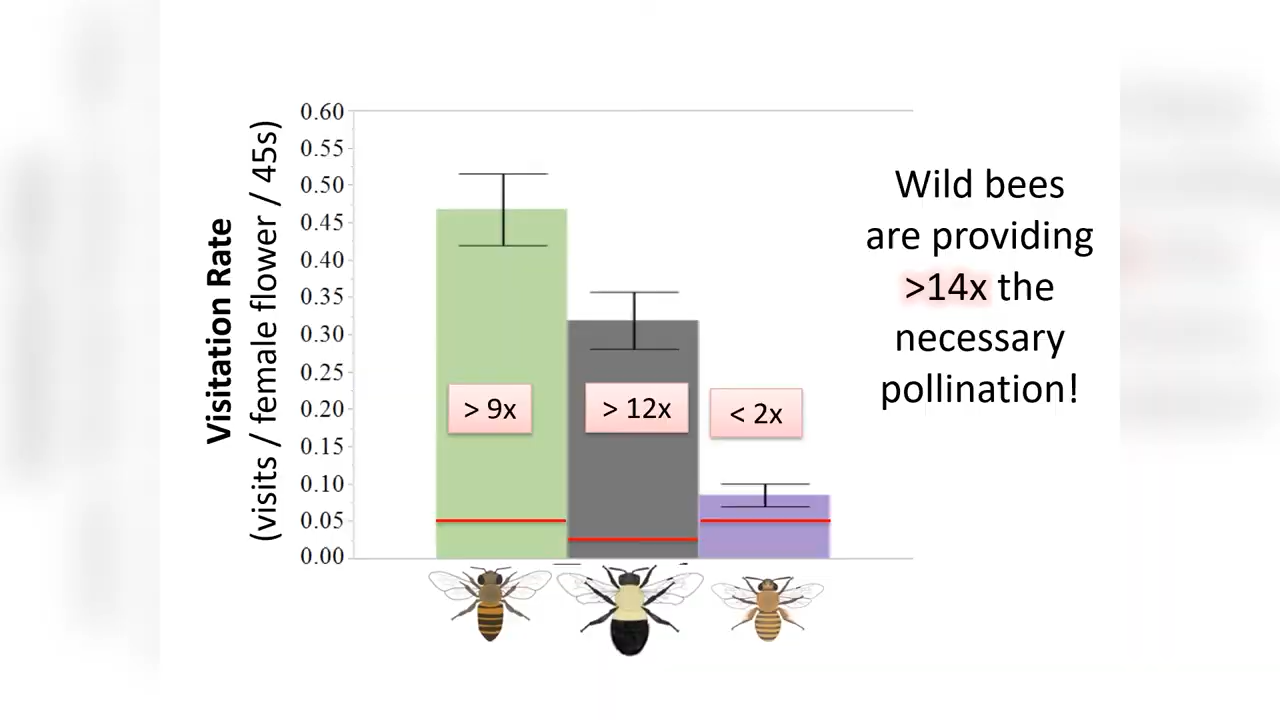 Visitation Rate
(visits / female flower / 45s)
0.60
0.55
0.50
0.45
0.40
0.35
0.30
0.25
0.20
0.15
0.10
0.05
0.00
> 9x
> 12x
< 2x
Wild bees
are providing
>14x the
necessary
pollination!